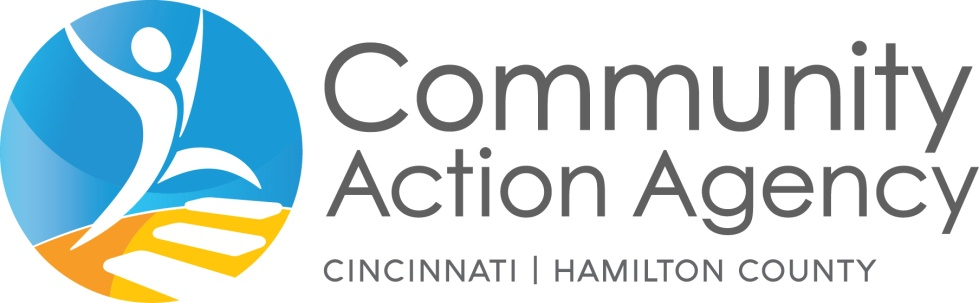 Community
Action Agency
CINCINNATI | HAMILTON COUNTY